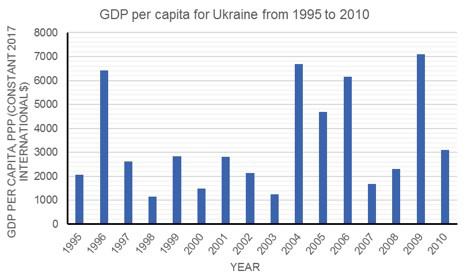 GDP per capita for Ukraine from 1995 to 2010
GDP PER CAPITA, PPP (CONSTANT 2017
INTERNATIONAL $)
8000
7000
6000
5000
4000
3000
2000
1000
0
1995 1996 1997 1998 1999 2000 2001 2002 2003 2004 2005 2006 2007 2008 2009 2010
YEAR